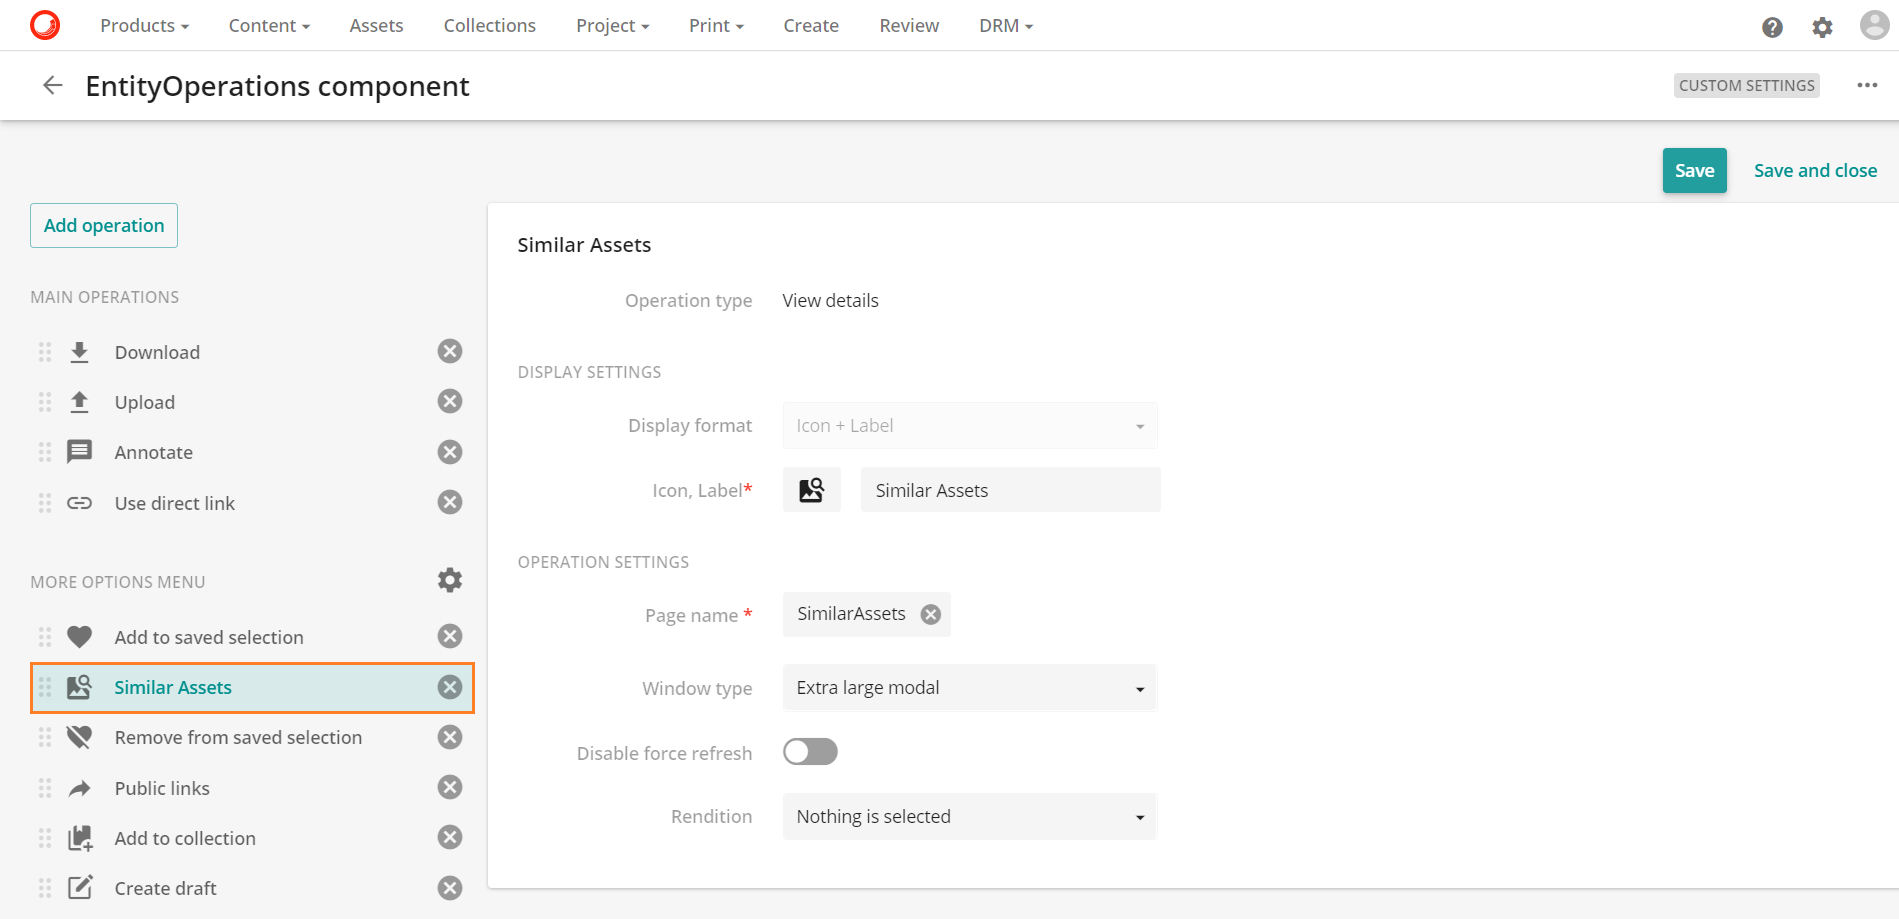 Products Content Assets Collections Project Print Create Review DRM
EntityOperations component CUSTOM SETTINGS
Save Save and close
Add operation
MAIN OPERATIONS
Download
Upload
Annotate
Use direct link
MORE OPTIONS MENU
Add to saved selection
Similar Assets
Remove from saved selection
Public links
Add to collection
Create draft
Similar Assets
Operation type View details
DISPLAY SETTINGS
Display format Icon + Label
Icon, Label* Similar Assets
OPERATION SETTINGS
Page name * SimilarAssets
Window type Extra large modal
Disable force refresh
Rendition Nothing is selected